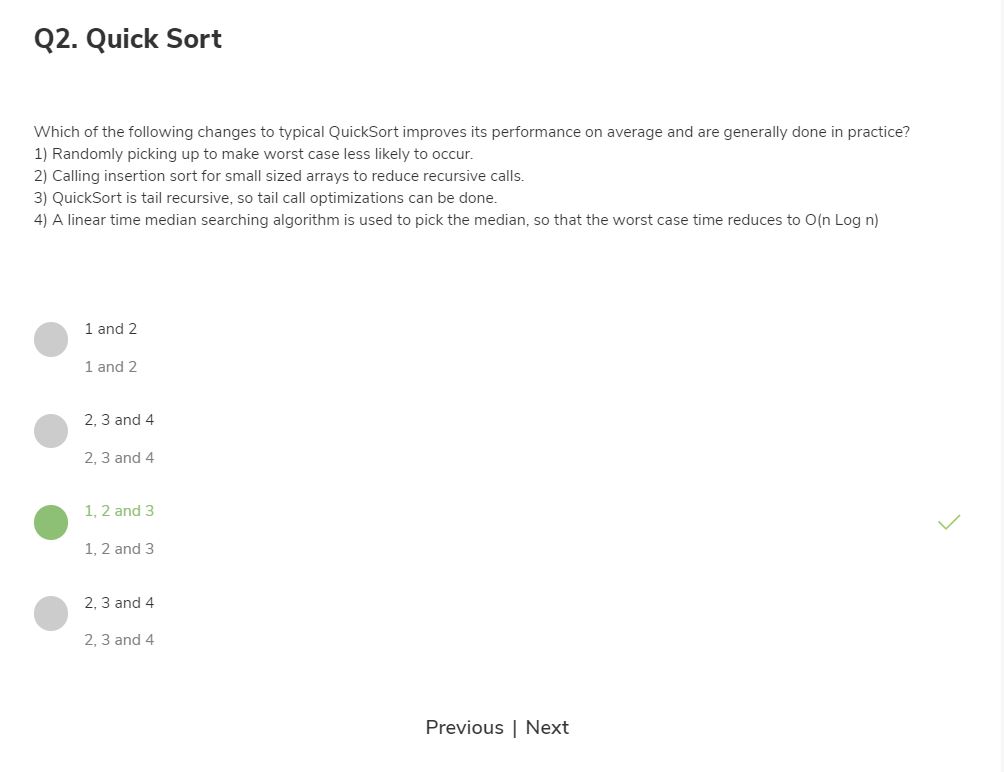 Q2. Quick Sort
Which of the following changes to typical QuickSort improves its performance on average and are generally done in practice?
1) Randomly picking up to make worst case less likely to occur.
2) Calling insertion sort for small sized arrays to reduce recursive calls.
3) QuickSort is tail recursive, so tail call optimizations can be done.
4) A linear time median searching algorithm is used to pick the median, so that the worst case time reduces to O(n Log n)
1 and 2
1 and 2
2, 3 and 4
2, 3 and 4
1, 2 and 3
1, 2 and 3
2, 3 and 4
2, 3 and 4
Previous | Next